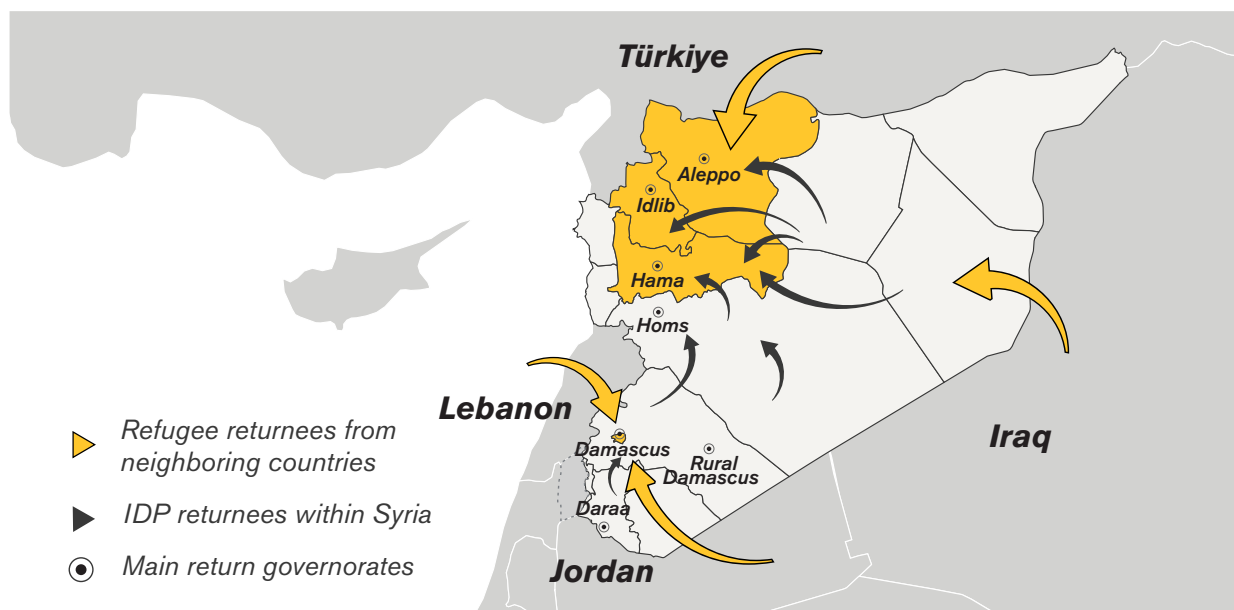 Türkiye
Aleppo
Idlib
Hama
Homs
Lebanon
Damascus
Rural
Damascus
Daraa
Jordan
Iraq
Refugee returnees from
neighboring countries
IDP returnees within Syria
Main return governorates